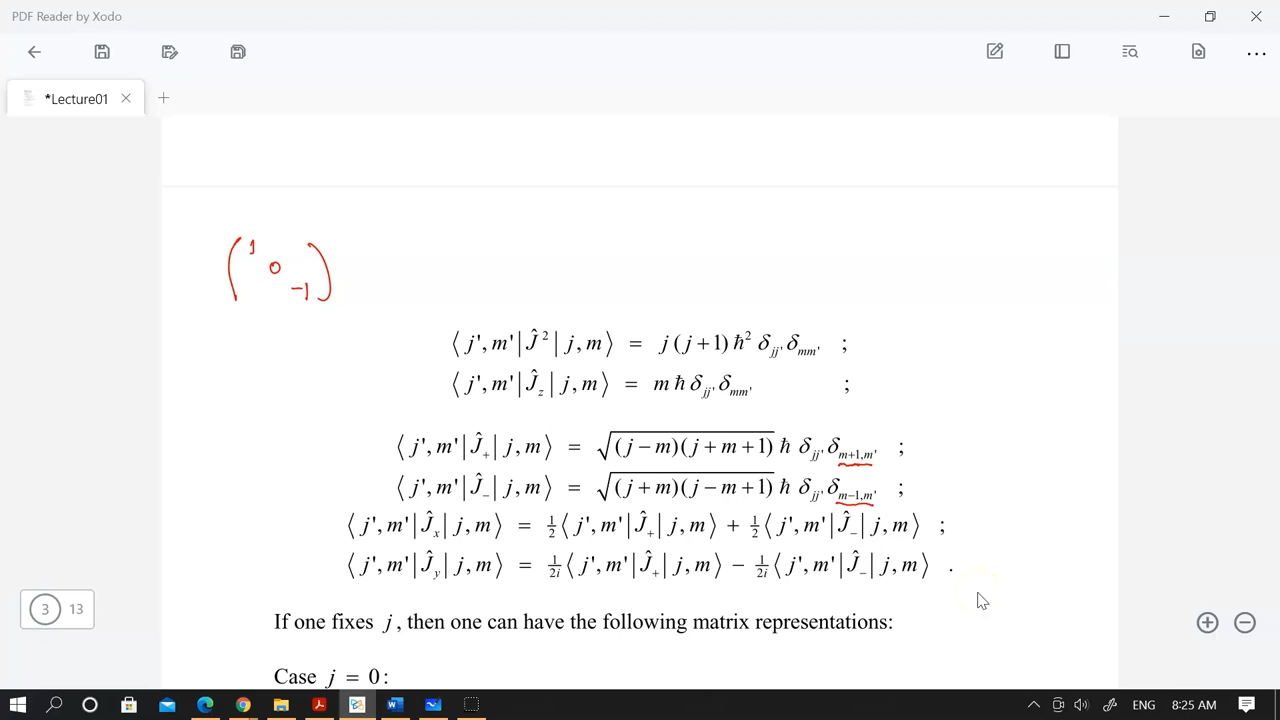 PDF Reader by Xodo
*Lecture01
1
0
-1
⟨ j', m' | Ĵ² | j, m ⟩ = j ( j + 1) ħ² δ_jj' δ_mm' ;
⟨ j', m' | Ĵ_z | j, m ⟩ = m ħ δ_jj' δ_mm' ;
⟨ j', m' | Ĵ_+ | j, m ⟩ = √( j − m)( j + m + 1) ħ δ_jj' δ_m+1,m' ;
⟨ j', m' | Ĵ_− | j, m ⟩ = √( j + m)( j − m + 1) ħ δ_jj' δ_m−1,m' ;
⟨ j', m' | Ĵ_x | j, m ⟩ = ½ ⟨ j', m' | Ĵ_+ | j, m ⟩ + ½ ⟨ j', m' | Ĵ_− | j, m ⟩ ;
⟨ j', m' | Ĵ_y | j, m ⟩ = 1/2i ⟨ j', m' | Ĵ_+ | j, m ⟩ − 1/2i ⟨ j', m' | Ĵ_− | j, m ⟩ .
3 13
If one fixes j , then one can have the following matrix representations:
Case j = 0 :
ENG 8:25 AM